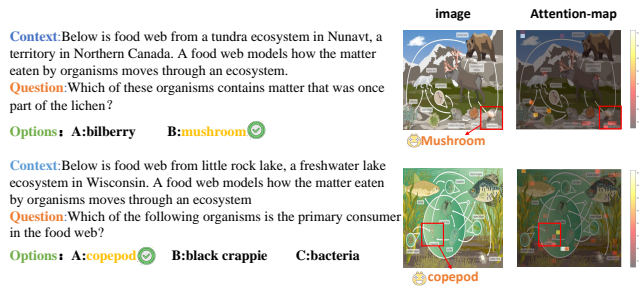 image Attention-map
Context:Below is food web from a tundra ecosystem in Nunavt, a
territory in Northern Canada. A food web models how the matter
eaten by organisms moves through an ecosystem.
Question:Which of these organisms contains matter that was once
part of the lichen?
Options：A:bilberry B:mushroom
Mushroom
Context:Below is food web from little rock lake, a freshwater lake
ecosystem in Wisconsin. A food web models how the matter eaten
by organisms moves through an ecosystem
Question:Which of the following organisms is the primary consumer
in the food web?
Options：A:copepod B:black crappie C:bacteria
copepod